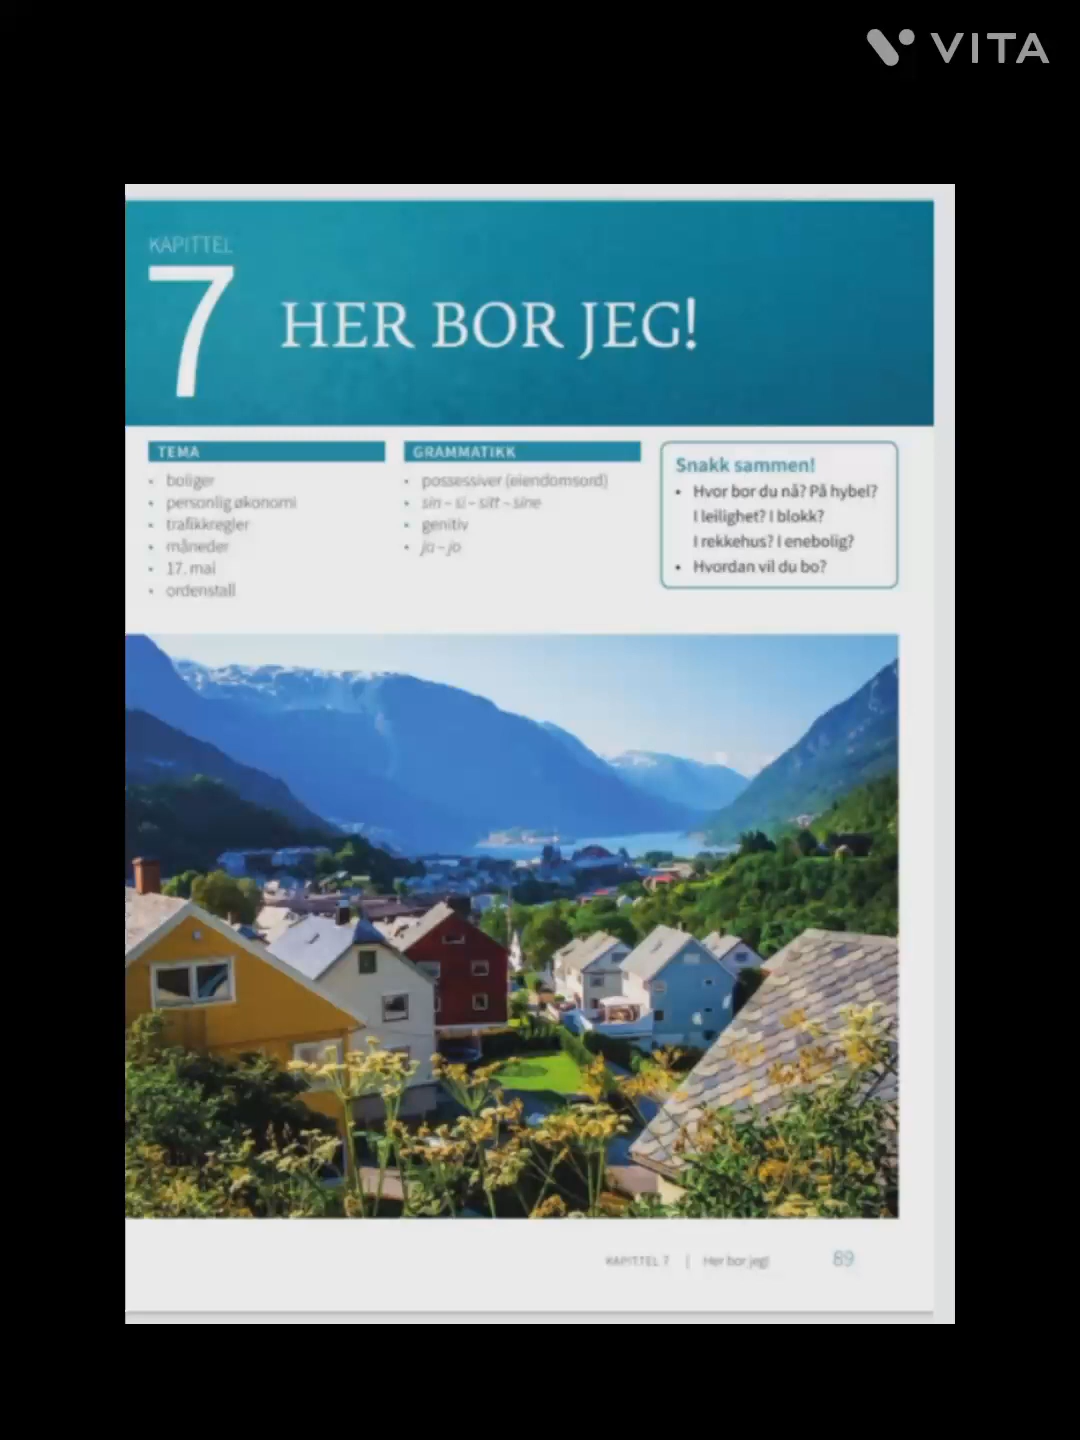 VITA
KAPITTEL
7
HER BOR JEG!
TEMA
• boliger
• personlig økonomi
• trafikkregler
• måneder
• 17. mai
• ordenstall
GRAMMATIKK
• possessiver (eiendomsord)
• sin – si – sitt – sine
• genitiv
• ja – jo
Snakk sammen!
• Hvor bor du nå? På hybel?
I leilighet? I blokk?
I rekkehus? I enebolig?
• Hvordan vil du bo?
KAPITTEL 7 | Her bor jeg! 89